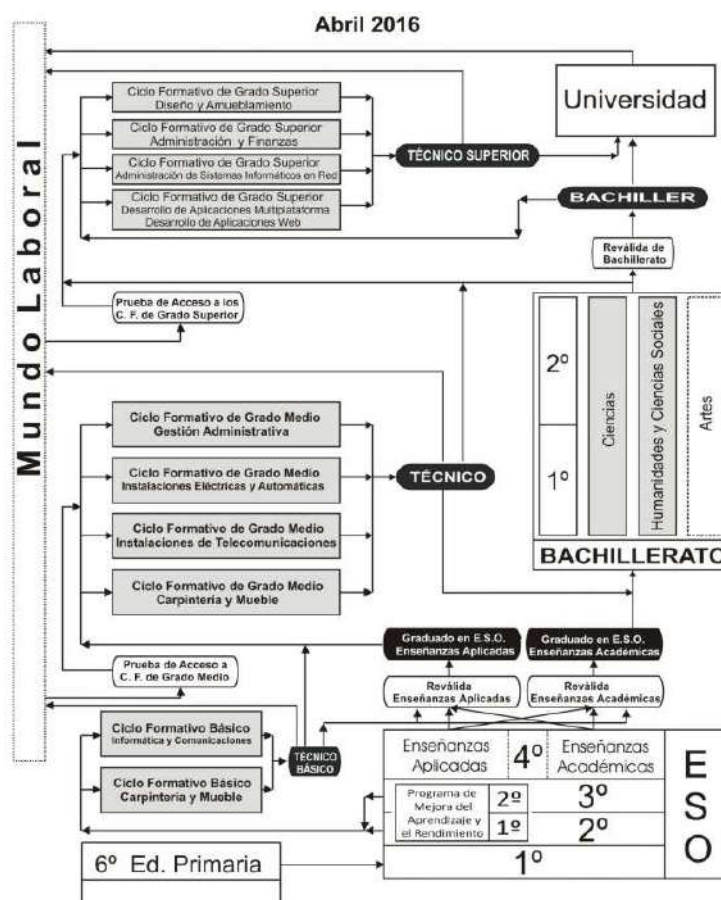 Abril 2016
Mundo Laboral
Ciclo Formativo de Grado Superior
Diseño y Amueblamiento
Ciclo Formativo de Grado Superior
Administración y Finanzas
Ciclo Formativo de Grado Superior
Administración de Sistemas Informáticos en Red
Ciclo Formativo de Grado Superior
Desarrollo de Aplicaciones Multiplataforma
Desarrollo de Aplicaciones Web
TÉCNICO SUPERIOR
Universidad
BACHILLER
Reválida de
Bachillerato
Prueba de Acceso a los
C. F. de Grado Superior
2º
1º
Ciencias
Humanidades y Ciencias Sociales
Artes
BACHILLERATO
Ciclo Formativo de Grado Medio
Gestión Administrativa
Ciclo Formativo de Grado Medio
Instalaciones Eléctricas y Automáticas
Ciclo Formativo de Grado Medio
Instalaciones de Telecomunicaciones
Ciclo Formativo de Grado Medio
Carpintería y Mueble
TÉCNICO
Graduado en E.S.O.
Enseñanzas Aplicadas
Graduado en E.S.O.
Enseñanzas Académicas
Prueba de Acceso a
C. F. de Grado Medio
Reválida
Enseñanzas Aplicadas
Reválida
Enseñanzas Académicas
Ciclo Formativo Básico
Informática y Comunicaciones
Ciclo Formativo Básico
Carpintería y Mueble
TÉCNICO
BÁSICO
Enseñanzas
Aplicadas
4º
Enseñanzas
Académicas
Programa de
Mejora del
Aprendizaje y
el Rendimiento
2º
1º
3º
2º
1º
ESO
6º Ed. Primaria